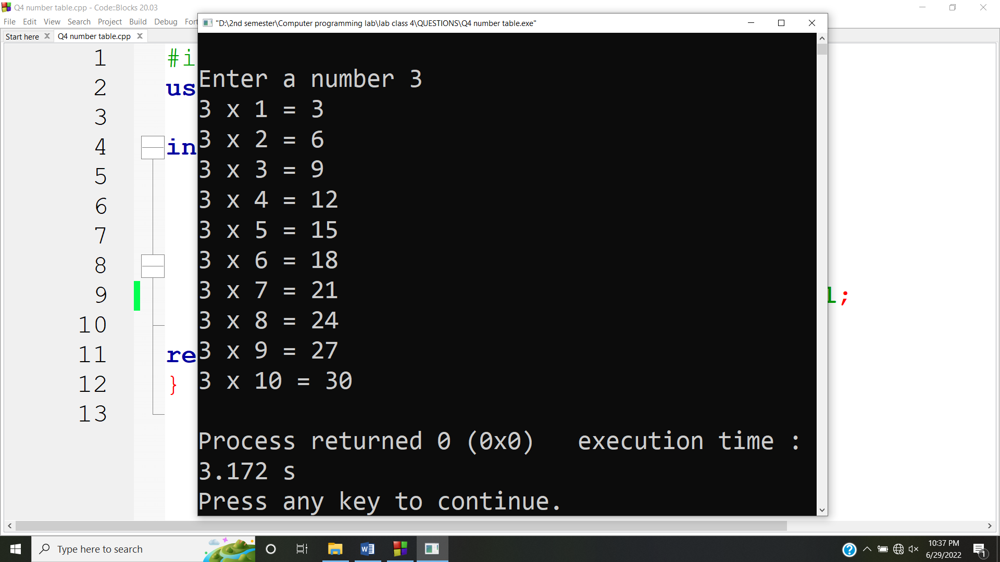 Q4 number table.cpp - Code::Blocks 20.03
File Edit View Search Project Build Debug Fort
"D:\2nd semester\Computer programming lab\lab class 4\QUESTIONS\Q4 number table.exe"
Start here
Q4 number table.cpp
1 #i
2 us
3
4 in
5
6
7
8
9 1;
10
11 re
12 }
13
Enter a number 3
3 x 1 = 3
3 x 2 = 6
3 x 3 = 9
3 x 4 = 12
3 x 5 = 15
3 x 6 = 18
3 x 7 = 21
3 x 8 = 24
3 x 9 = 27
3 x 10 = 30
Process returned 0 (0x0)   execution time :
3.172 s
Press any key to continue.
Type here to search
10:37 PM
6/29/2022
1